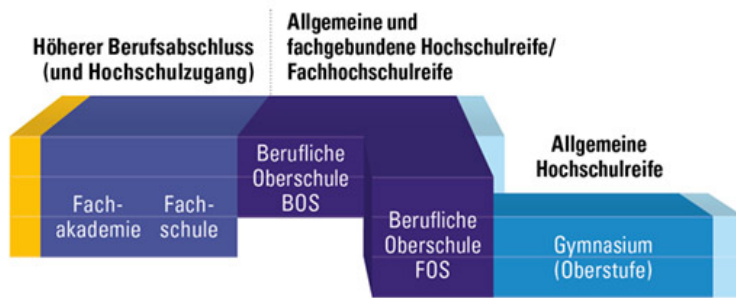 Höherer Berufsabschluss
(und Hochschulzugang)
Allgemeine und
fachgebundene Hochschulreife/
Fachhochschulreife
Allgemeine
Hochschulreife
Fach-
akademie
Fach-
schule
Berufliche
Oberschule
BOS
Berufliche
Oberschule
FOS
Gymnasium
(Oberstufe)